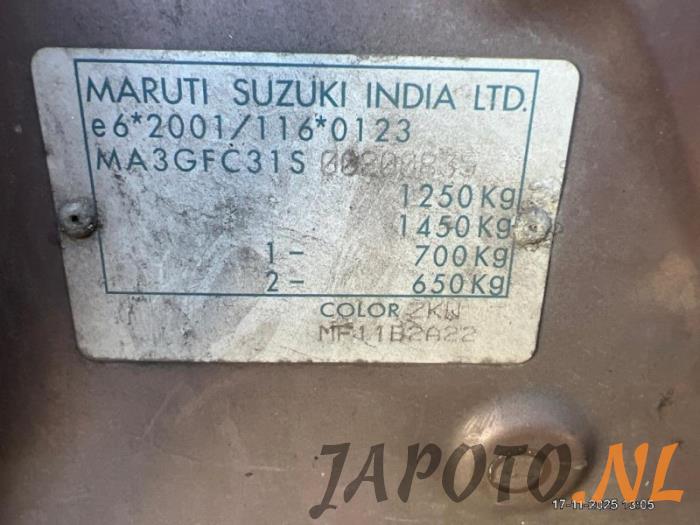 MARUTI SUZUKI INDIA LTD.
e6*2001/116*0123
MA3GFC31S
1250Kg
1450Kg
1- 700Kg
2- 650Kg
COLOR ZKW
MF11B2A22
JAPOTO.NL
17-11-2025 13:05